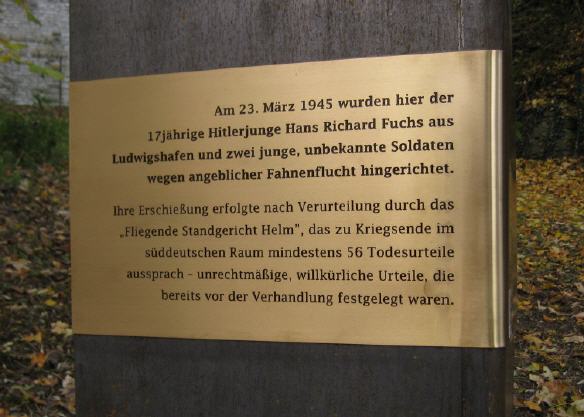 Am 23. März 1945 wurden hier der
17jährige Hitlerjunge Hans Richard Fuchs aus
Ludwigshafen und zwei junge, unbekannte Soldaten
wegen angeblicher Fahnenflucht hingerichtet.
Ihre Erschießung erfolgte nach Verurteilung durch das
„Fliegende Standgericht Helm", das zu Kriegsende im
süddeutschen Raum mindestens 56 Todesurteile
aussprach – unrechtmäßige, willkürliche Urteile, die
bereits vor der Verhandlung festgelegt waren.